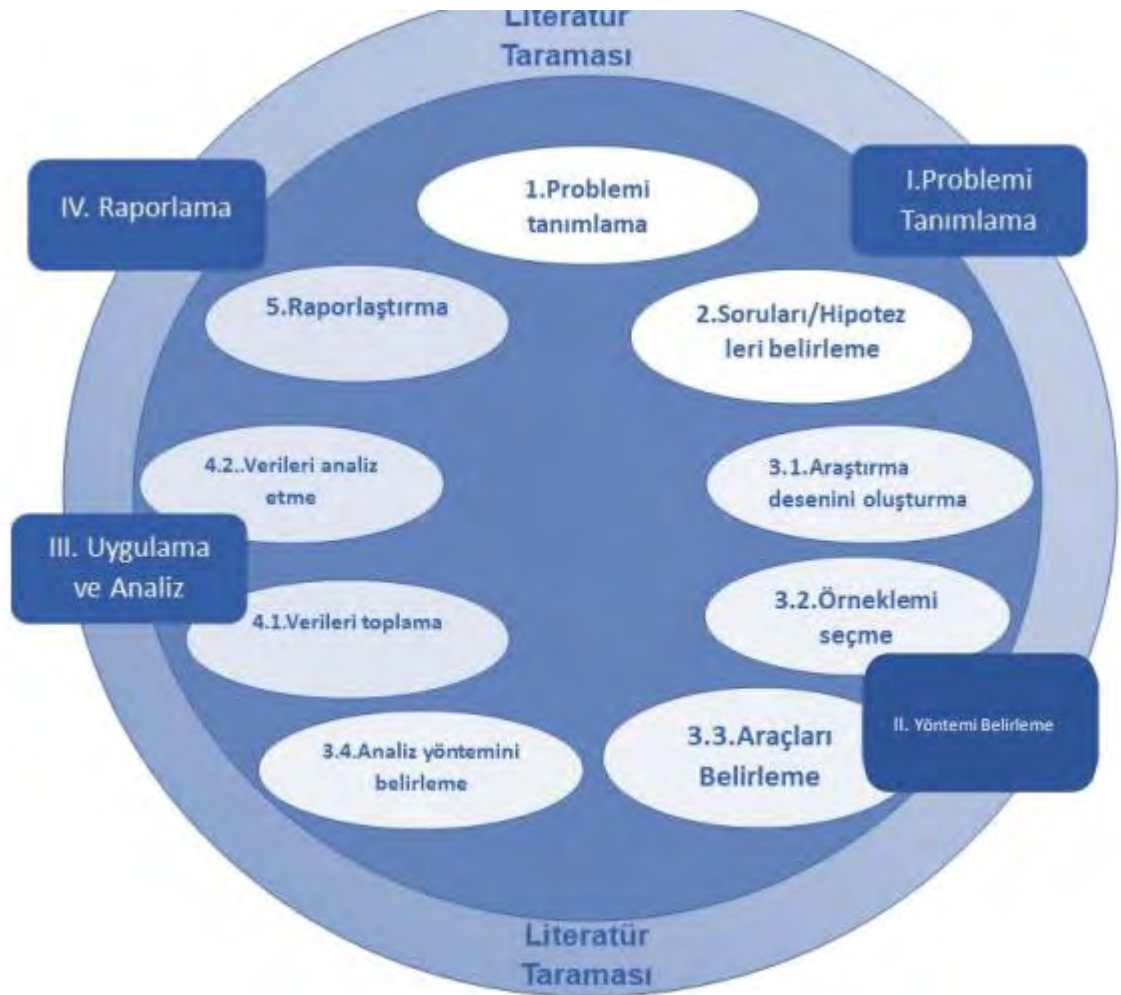 Literatür
Taraması
IV. Raporlama
I.Problemi
Tanımlama
1.Problemi
tanımlama
5.Raporlaştırma
2.Soruları/Hipotez
leri belirleme
4.2..Verileri analiz
etme
3.1.Araştırma
desenini oluşturma
III. Uygulama
ve Analiz
3.2.Örneklemi
seçme
4.1.Verileri toplama
II. Yöntemi Belirleme
3.4.Analiz yöntemini
belirleme
3.3.Araçları
Belirleme
Literatür
Taraması